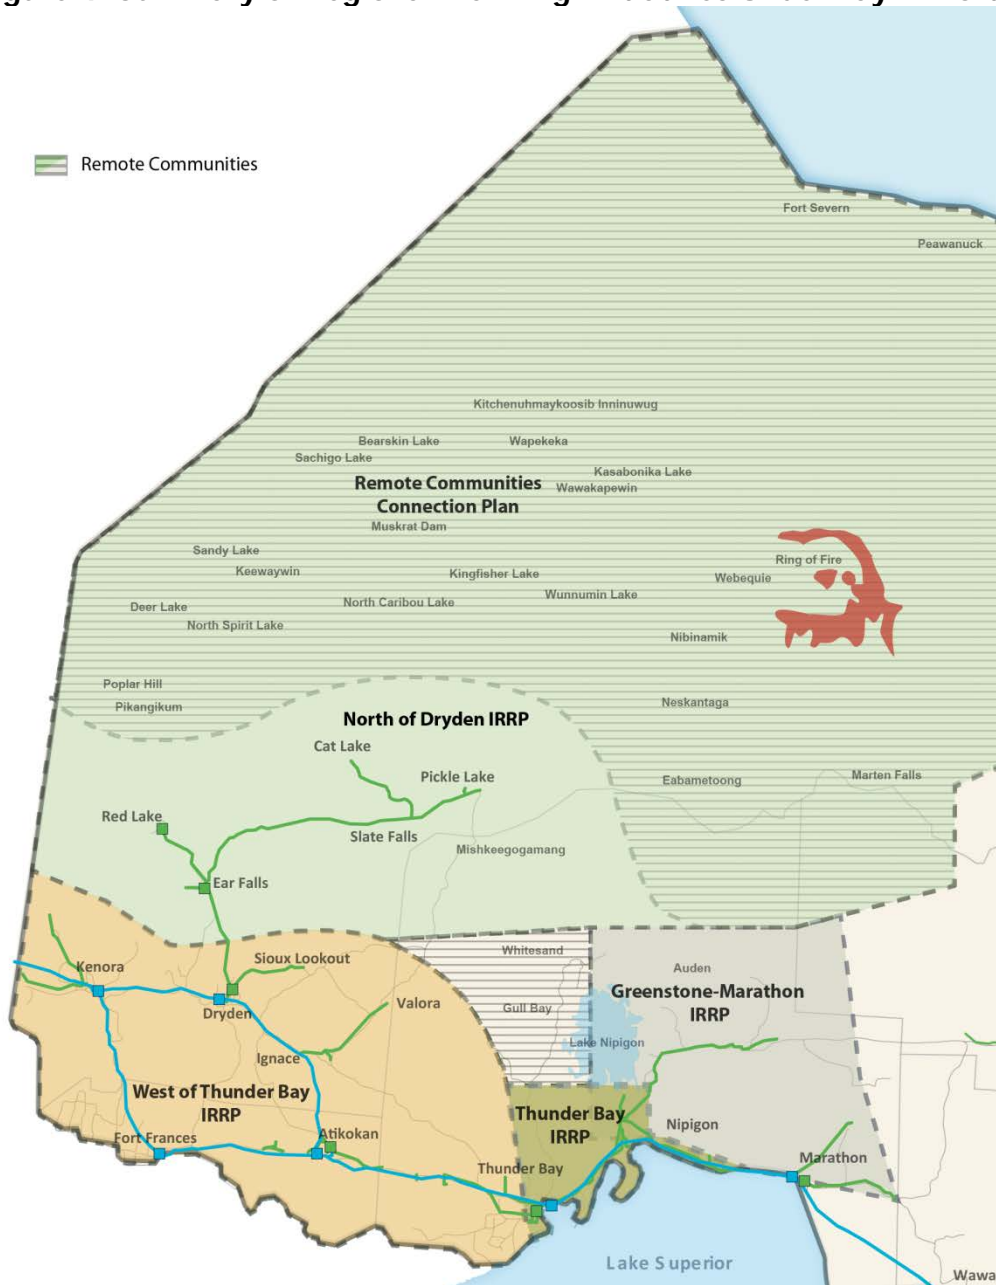 Remote Communities
Fort Severn
Peawanuck
Kitchenuhmaykoosib Inninuwug
Bearskin Lake
Wapekeka
Sachigo Lake
Kasabonika Lake
Remote Communities
Connection Plan
Wawakapewin
Muskrat Dam
Sandy Lake
Ring of Fire
Keewaywin
Kingfisher Lake
Webequie
Wunnumin Lake
Deer Lake
North Caribou Lake
North Spirit Lake
Nibinamik
Poplar Hill
Pikangikum
Neskantaga
North of Dryden IRRP
Cat Lake
Pickle Lake
Eabametoong
Marten Falls
Red Lake
Slate Falls
Mishkeegogamang
Ear Falls
Whitesand
Sioux Lookout
Kenora
Auden
Greenstone-Marathon
IRRP
Valora
Gull Bay
Dryden
Lake Nipigon
Ignace
West of Thunder Bay
IRRP
Thunder Bay
IRRP
Nipigon
Fort Frances
Atikokan
Marathon
Thunder Bay
Lake Superior
Wawa